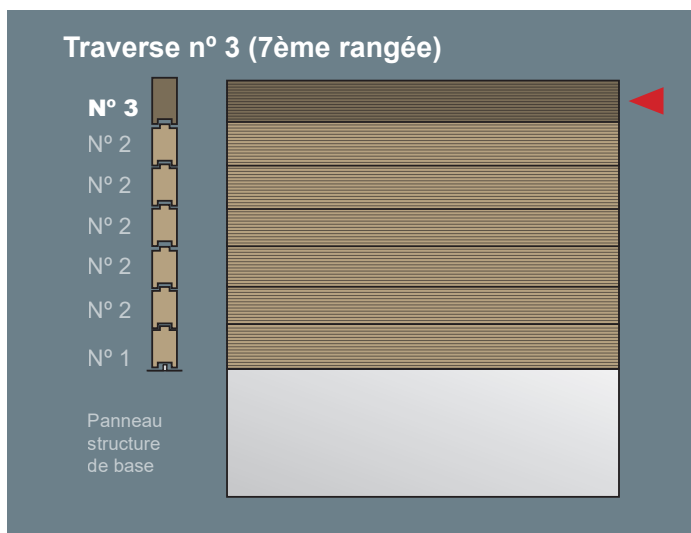 Traverse nº 3 (7ème rangée)
Nº 3
Nº 2
Nº 2
Nº 2
Nº 2
Nº 2
Nº 1
Panneau
structure
de base